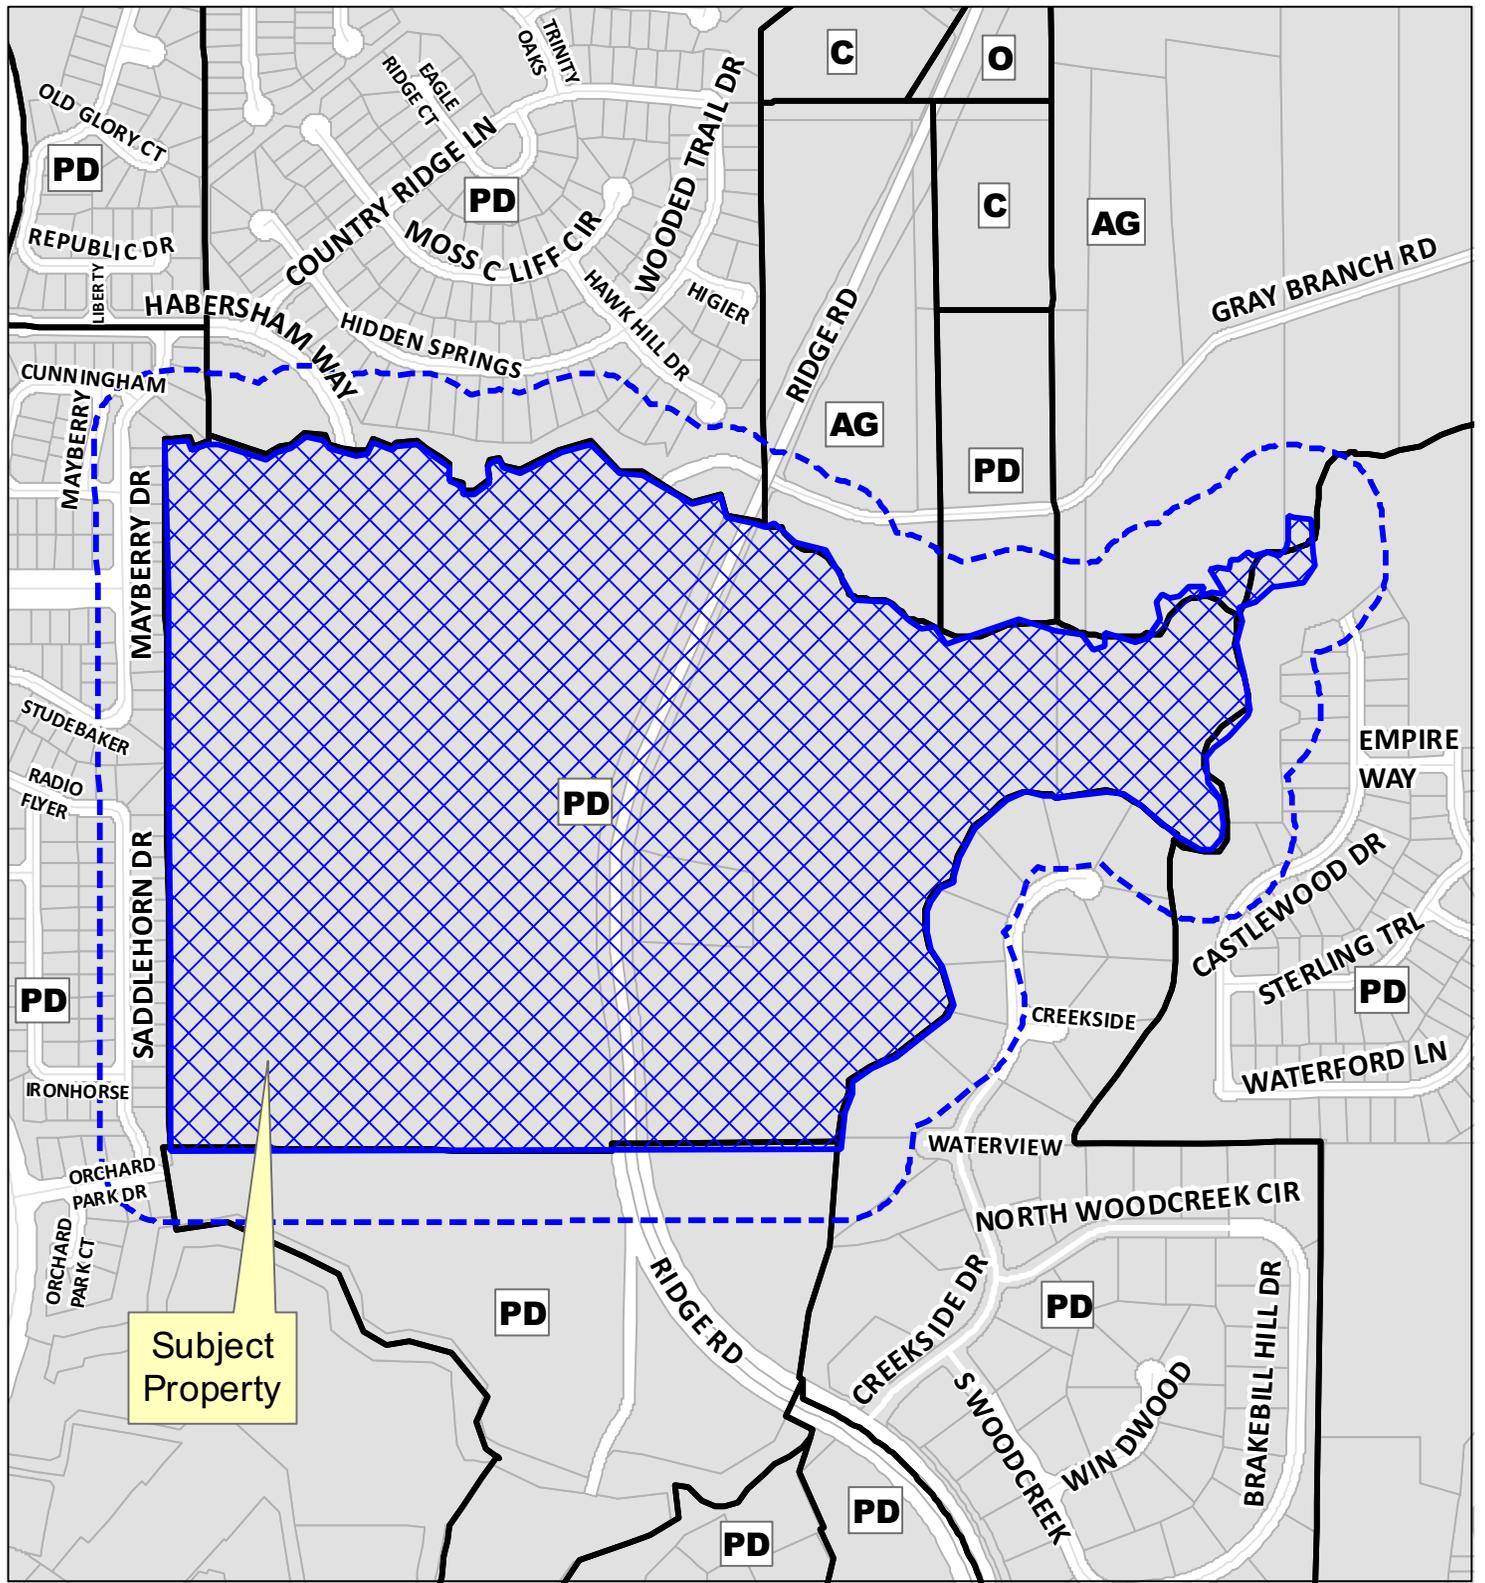 C
O
TRINITY
OAKS
EAGLE
RIDGE CT
OLD GLORY CT
PD
COUNTRY RIDGE LN
PD
WOODED TRAIL DR
C
AG
REPUBLIC DR
MOSS CLIFF CIR
LIBERTY
HABERSHAM WAY
HIGIER
HAWK HILL DR
HIDDEN SPRINGS
RIDGE RD
GRAY BRANCH RD
CUNNINGHAM
MAYBERRY
AG
PD
MAYBERRY DR
STUDEBAKER
RADIO
FLYER
PD
EMPIRE
WAY
SADDLEHORN DR
CASTLEWOOD DR
STERLING TRL
PD
PD
CREEKSIDE
WATERFORD LN
IRONHORSE
WATERVIEW
ORCHARD
PARK DR
NORTH WOODCREEK CIR
ORCHARD
PARK CT
PD
RIDGE RD
CREEKSIDE DR
PD
BRAKEBILL HILL DR
Subject
Property
S WOODCREEK
WINDWOOD
PD
PD